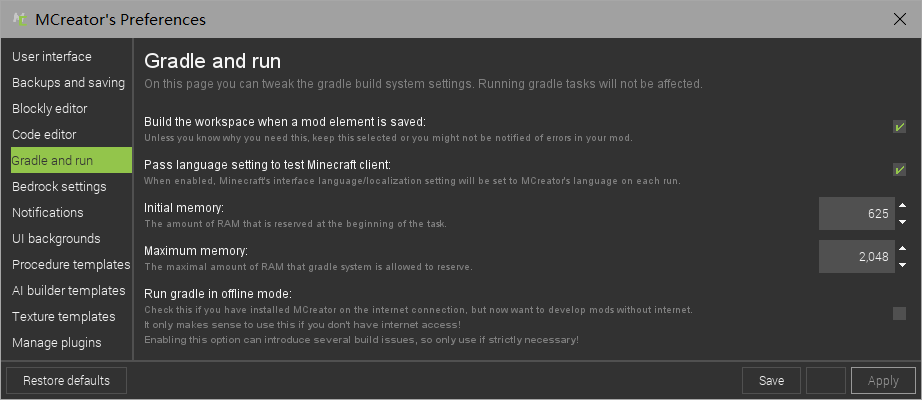 MCreator's Preferences
User interface
Backups and saving
Blockly editor
Code editor
Gradle and run
Bedrock settings
Notifications
UI backgrounds
Procedure templates
AI builder templates
Texture templates
Manage plugins
Gradle and run
On this page you can tweak the gradle build system settings. Running gradle tasks will not be affected.
Build the workspace when a mod element is saved:
Unless you know why you need this, keep this selected or you might not be notified of errors in your mod.
Pass language setting to test Minecraft client:
When enabled, Minecraft's interface language/localization setting will be set to MCreator's language on each run.
Initial memory:
The amount of RAM that is reserved at the beginning of the task.
625
Maximum memory:
The maximal amount of RAM that gradle system is allowed to reserve.
2,048
Run gradle in offline mode:
Check this if you have installed MCreator on the internet connection, but now want to develop mods without internet.
It only makes sense to use this if you don't have internet access!
Enabling this option can introduce several build issues, so only use if strictly necessary!
Restore defaults
Save
Apply